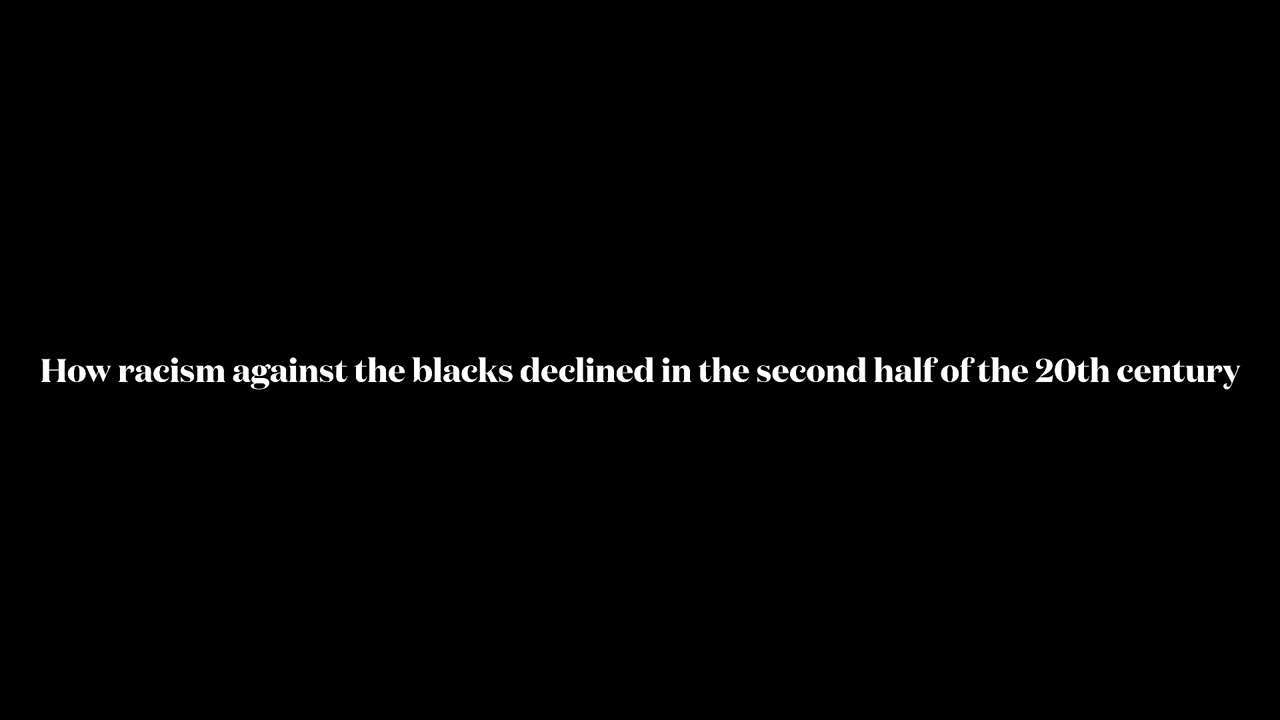 How racism against the blacks declined in the second half of the 20th century